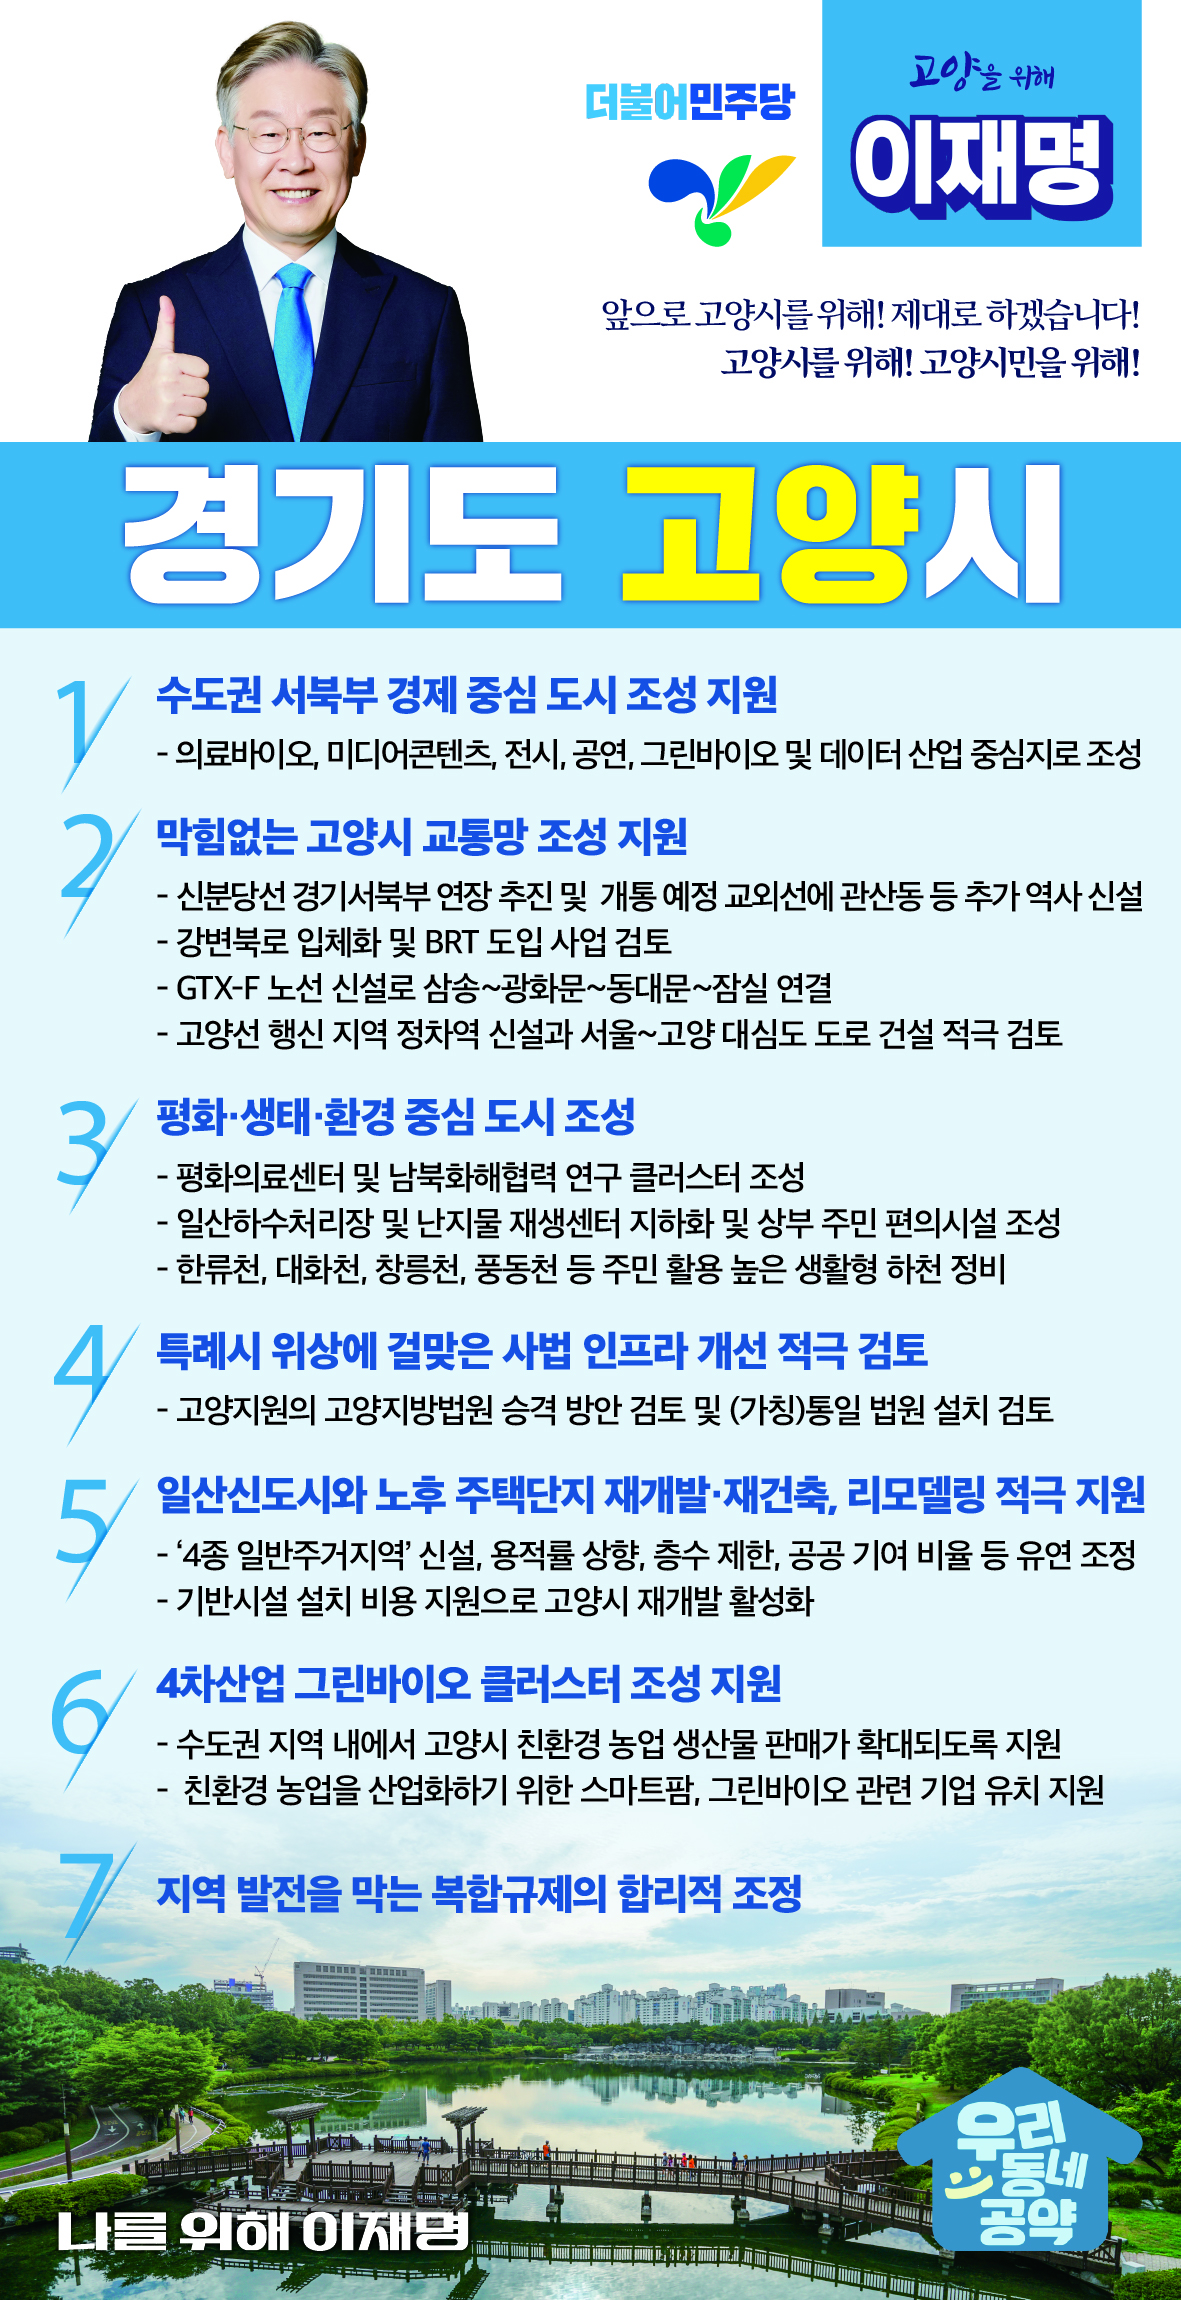 더불어민주당
고양을 위해
이재명
앞으로 고양시를 위해! 제대로 하겠습니다!
고양시를 위해! 고양시민을 위해!
경기도 고양시
1 수도권 서북부 경제 중심 도시 조성 지원
- 의료바이오, 미디어콘텐츠, 전시, 공연, 그린바이오 및 데이터 산업 중심지로 조성
2 막힘없는 고양시 교통망 조성 지원
- 신분당선 경기서북부 연장 추진 및 개통 예정 교외선에 관산동 등 추가 역사 신설
- 강변북로 입체화 및 BRT 도입 사업 검토
- GTX-F 노선 신설로 삼송~광화문~동대문~잠실 연결
- 고양선 행신 지역 정차역 신설과 서울~고양 대심도 도로 건설 적극 검토
3 평화·생태·환경 중심 도시 조성
- 평화의료센터 및 남북화해협력 연구 클러스터 조성
- 일산하수처리장 및 난지물 재생센터 지하화 및 상부 주민 편의시설 조성
- 한류천, 대화천, 창릉천, 풍동천 등 주민 활용 높은 생활형 하천 정비
4 특례시 위상에 걸맞은 사법 인프라 개선 적극 검토
- 고양지원의 고양지방법원 승격 방안 검토 및 (가칭)통일 법원 설치 검토
5 일산신도시와 노후 주택단지 재개발·재건축, 리모델링 적극 지원
- ‘4종 일반주거지역’ 신설, 용적률 상향, 층수 제한, 공공 기여 비율 등 유연 조정
- 기반시설 설치 비용 지원으로 고양시 재개발 활성화
6 4차산업 그린바이오 클러스터 조성 지원
- 수도권 지역 내에서 고양시 친환경 농업 생산물 판매가 확대되도록 지원
- 친환경 농업을 산업화하기 위한 스마트팜, 그린바이오 관련 기업 유치 지원
7 지역 발전을 막는 복합규제의 합리적 조정
우리
동네
공약
나를 위해 이재명